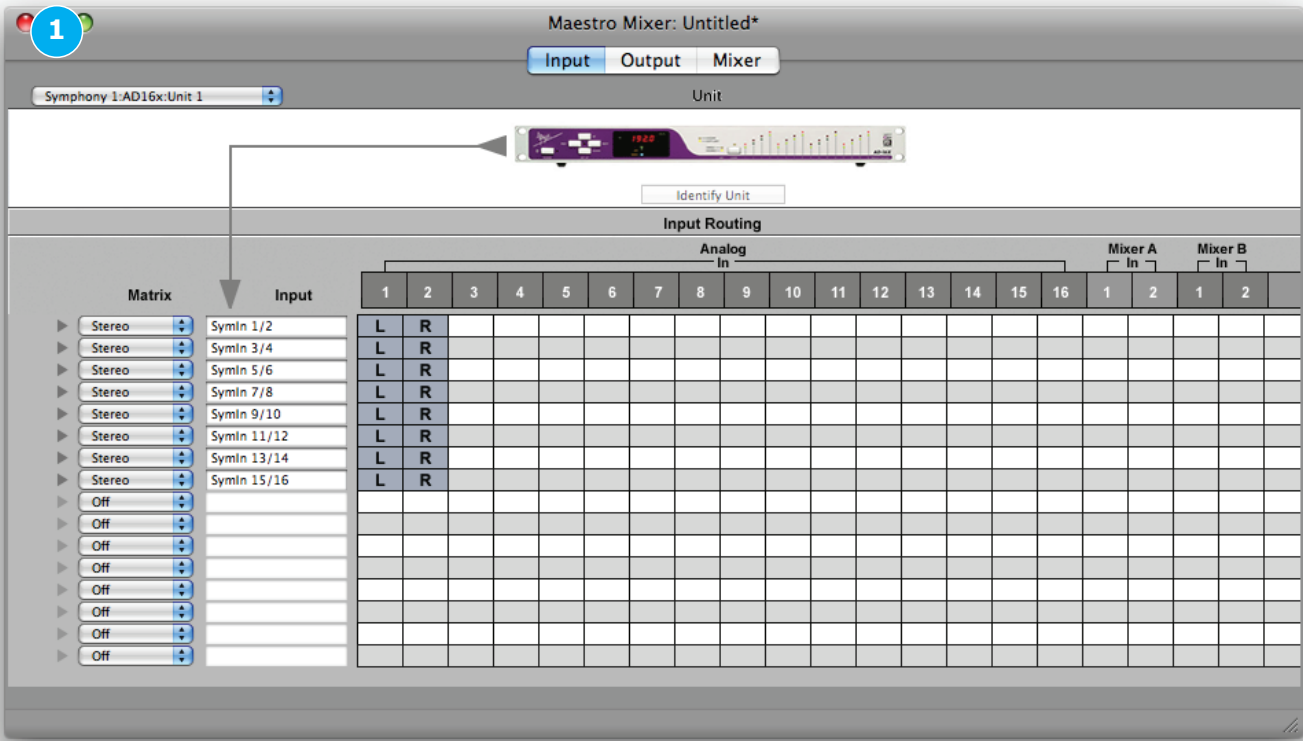 1
Maestro Mixer: Untitled*
Input Output Mixer
Symphony 1:AD16x:Unit 1
Unit
192.0
AD-16X
Identify Unit
Input Routing
Analog Mixer A Mixer B
In In In
Matrix Input 1 2 3 4 5 6 7 8 9 10 11 12 13 14 15 16 1 2 1 2
Stereo SymIn 1/2 L R
Stereo SymIn 3/4 L R
Stereo SymIn 5/6 L R
Stereo SymIn 7/8 L R
Stereo SymIn 9/10 L R
Stereo SymIn 11/12 L R
Stereo SymIn 13/14 L R
Stereo SymIn 15/16 L R
Off
Off
Off
Off
Off
Off
Off
Off